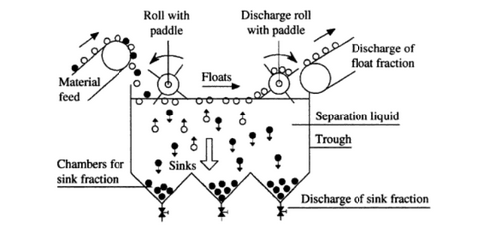 Roll with
paddle
Discharge roll
with paddle
Discharge of
float fraction
Material
feed
Floats
Separation liquid
Trough
Chambers for
sink fraction
Sinks
Discharge of sink fraction